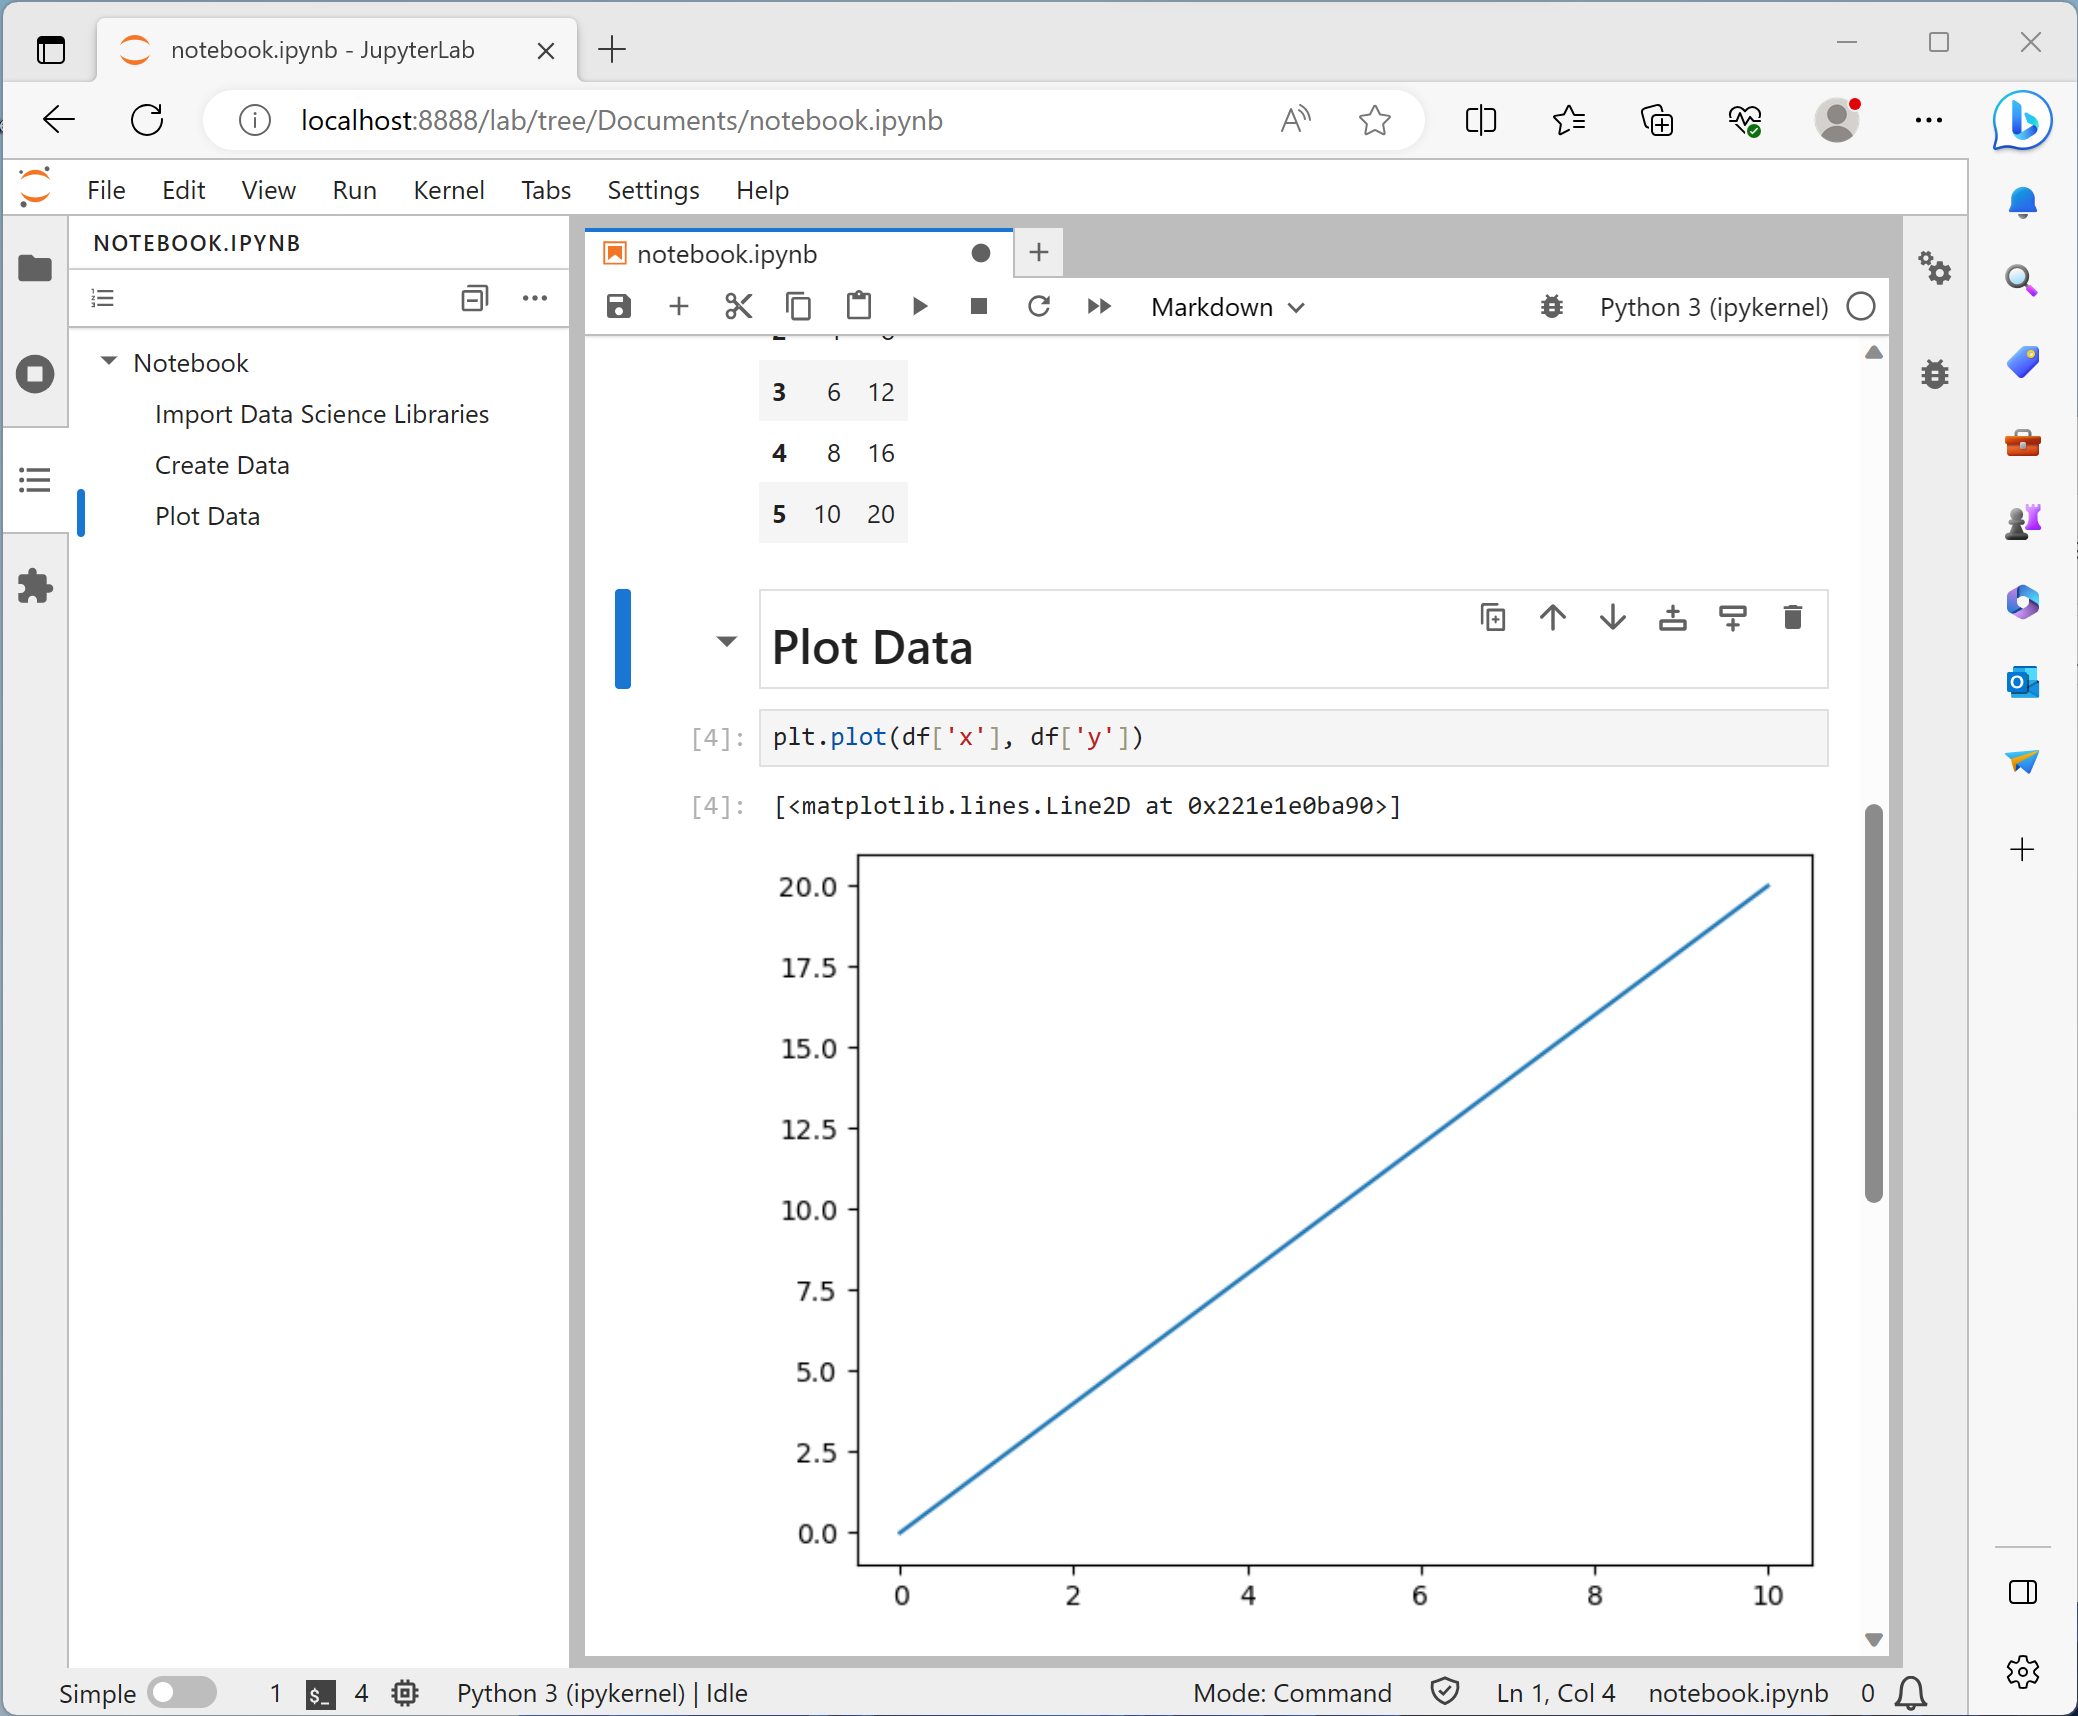 notebook.ipynb - JupyterLab
localhost:8888/lab/tree/Documents/notebook.ipynb
File Edit View Run Kernel Tabs Settings Help
NOTEBOOK.IPYNB
Notebook
Import Data Science Libraries
Create Data
Plot Data
notebook.ipynb
Markdown
Python 3 (ipykernel)
3 6 12
4 8 16
5 10 20
Plot Data
[4]: plt.plot(df['x'], df['y'])
[4]: [<matplotlib.lines.Line2D at 0x221e1e0ba90>]
20.0
17.5
15.0
12.5
10.0
7.5
5.0
2.5
0.0
0 2 4 6 8 10
Simple 1 $_ 4 Python 3 (ipykernel) | Idle Mode: Command Ln 1, Col 4 notebook.ipynb 0